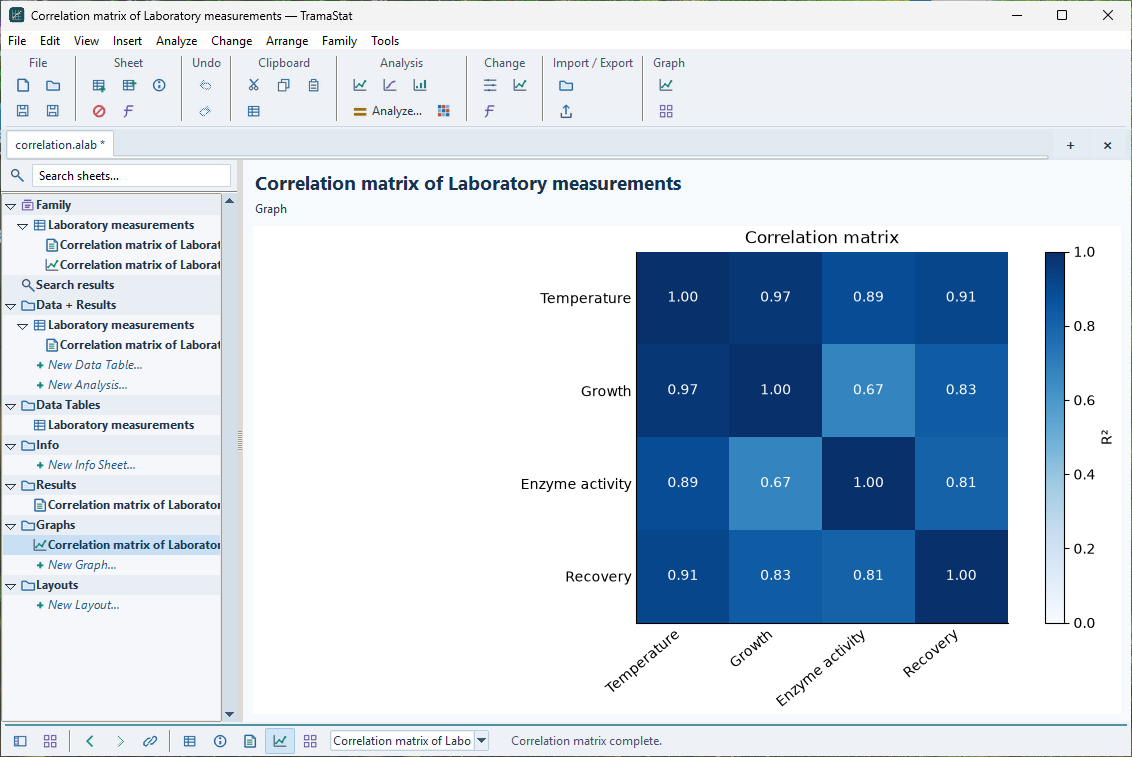 Correlation matrix of Laboratory measurements — TramaStat
File Edit View Insert Analyze Change Arrange Family Tools
File Sheet Undo Clipboard Analysis Change Import / Export Graph
Analyze...
correlation.alab *
Search sheets...
Family
Laboratory measurements
Correlation matrix of Laborat
Correlation matrix of Laborat
Search results
Data + Results
Laboratory measurements
Correlation matrix of Laborat
+ New Data Table...
+ New Analysis...
Data Tables
Laboratory measurements
Info
+ New Info Sheet...
Results
Correlation matrix of Laborator
Graphs
Correlation matrix of Laborator
+ New Graph...
Layouts
+ New Layout...
Correlation matrix of Laboratory measurements
Graph
Correlation matrix
Temperature 1.00 0.97 0.89 0.91
Growth 0.97 1.00 0.67 0.83
Enzyme activity 0.89 0.67 1.00 0.81
Recovery 0.91 0.83 0.81 1.00
Temperature Growth Enzyme activity Recovery
1.0
0.8
0.6
0.4
0.2
0.0
R²
Correlation matrix of Labo
Correlation matrix complete.